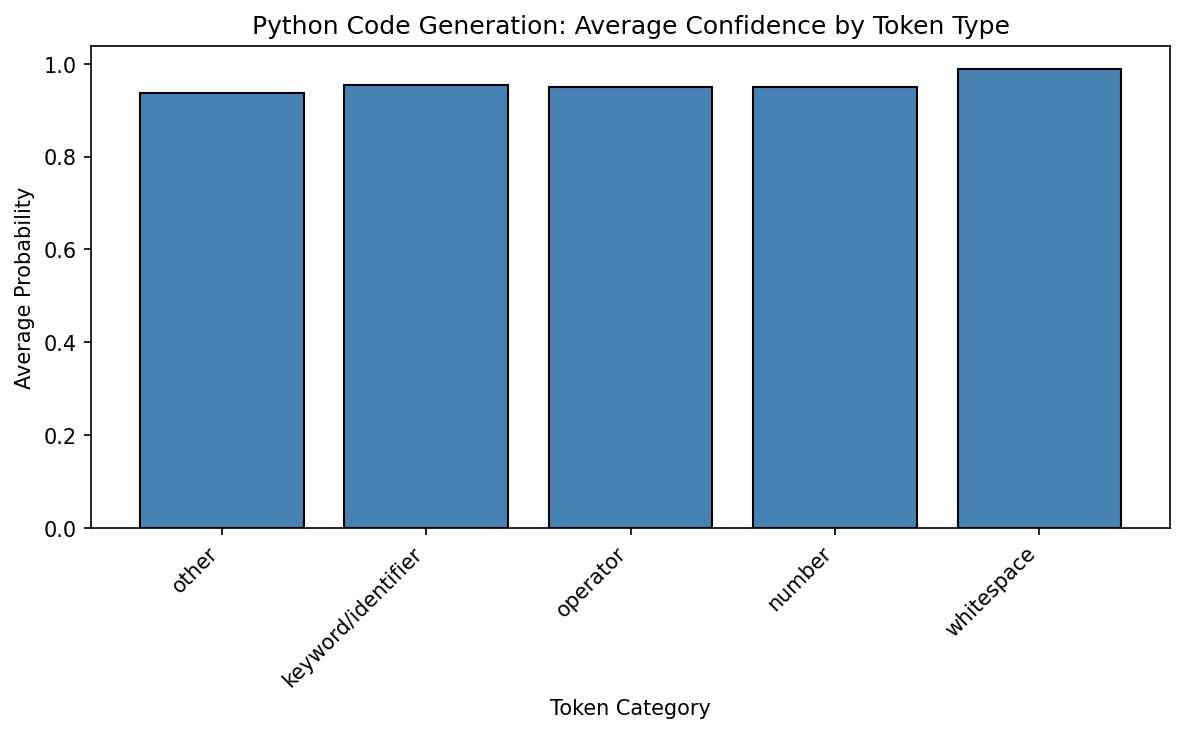 Python Code Generation: Average Confidence by Token Type
1.0
0.8
0.6
0.4
0.2
0.0
Average Probability
other
keyword/identifier
operator
number
whitespace
Token Category